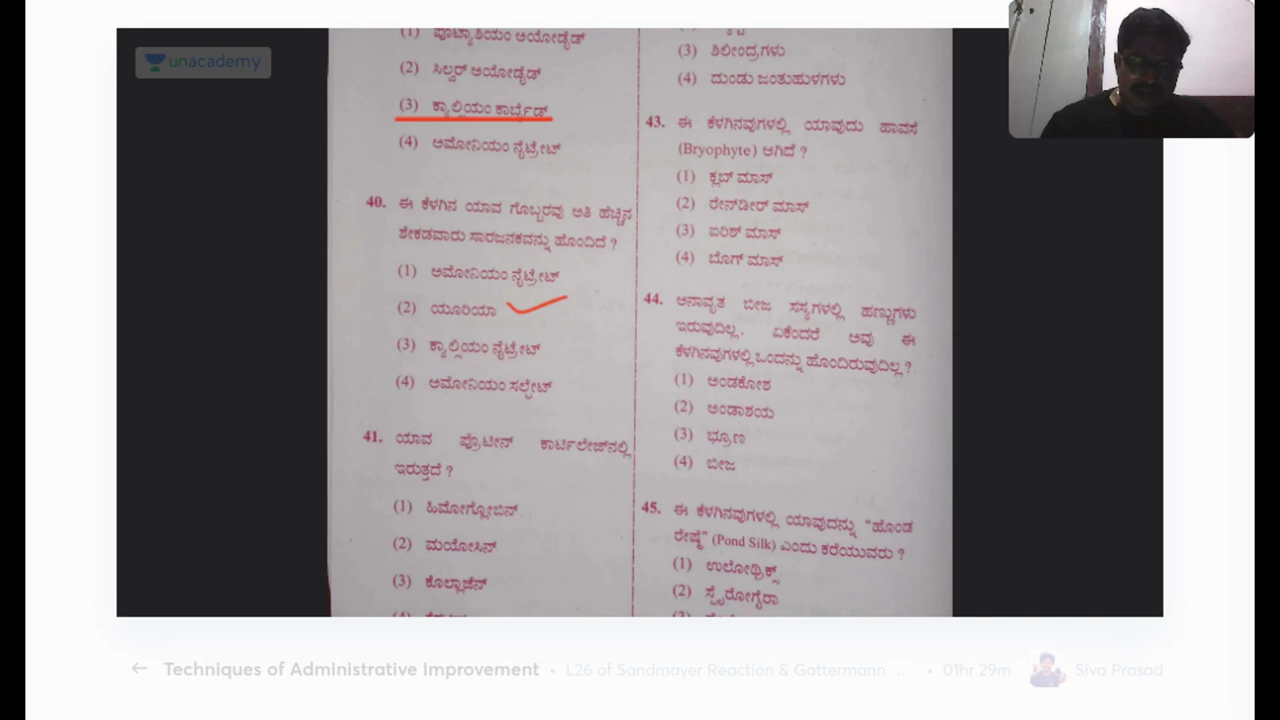 unacademy
(1) ಪೊಟ್ಯಾಶಿಯಂ ಅಯೋಡೈಡ್
(2) ಸಿಲ್ವರ್ ಅಯೋಡೈಡ್
(3) ಕ್ಯಾಲ್ಸಿಯಂ ಕಾರ್ಬೈಡ್
(4) ಅಮೋನಿಯಂ ನೈಟ್ರೇಟ್
40. ಈ ಕೆಳಗಿನ ಯಾವ ಗೊಬ್ಬರವು ಅತಿ ಹೆಚ್ಚಿನ
ಶೇಕಡವಾರು ಸಾರಜನಕವನ್ನು ಹೊಂದಿದೆ ?
(1) ಅಮೋನಿಯಂ ನೈಟ್ರೇಟ್
(2) ಯೂರಿಯಾ
(3) ಕ್ಯಾಲ್ಸಿಯಂ ನೈಟ್ರೇಟ್
(4) ಅಮೋನಿಯಂ ಸಲ್ಫೇಟ್
41. ಯಾವ ಪ್ರೊಟೀನ್ ಕಾರ್ಟಿಲೇಜ್‌ನಲ್ಲಿ
ಇರುತ್ತದೆ ?
(1) ಹಿಮೋಗ್ಲೋಬಿನ್
(2) ಮಯೋಸಿನ್
(3) ಕೊಲ್ಲಾಜೆನ್
(3) ಶಿಲೀಂದ್ರಗಳು
(4) ದುಂಡು ಜಂತುಹುಳಗಳು
43. ಈ ಕೆಳಗಿನವುಗಳಲ್ಲಿ ಯಾವುದು ಹಾವಸೆ
(Bryophyte) ಆಗಿದೆ ?
(1) ಕ್ಲಬ್ ಮಾಸ್
(2) ರೇನ್‌ಡೀರ್ ಮಾಸ್
(3) ಐರಿಶ್ ಮಾಸ್
(4) ಬೊಗ್ ಮಾಸ್
44. ಅನಾವೃತ ಬೀಜ ಸಸ್ಯಗಳಲ್ಲಿ ಹಣ್ಣುಗಳು
ಇರುವುದಿಲ್ಲ. ಏಕೆಂದರೆ ಅವು ಈ
ಕೆಳಗಿನವುಗಳಲ್ಲಿ ಒಂದನ್ನು ಹೊಂದಿರುವುದಿಲ್ಲ ?
(1) ಅಂಡಕೋಶ
(2) ಅಂಡಾಶಯ
(3) ಭ್ರೂಣ
(4) ಬೀಜ
45. ಈ ಕೆಳಗಿನವುಗಳಲ್ಲಿ ಯಾವುದನ್ನು "ಹೊಂಡ
ರೇಷ್ಮೆ" (Pond Silk) ಎಂದು ಕರೆಯುವರು ?
(1) ಉಲೋಥ್ರಿಕ್ಸ್
(2) ಸ್ಪೈರೋಗೈರಾ
← Techniques of Administrative Improvement • L26 of Sandmayer Reaction & Gattermann ... • 01hr 29m Siva Prasad